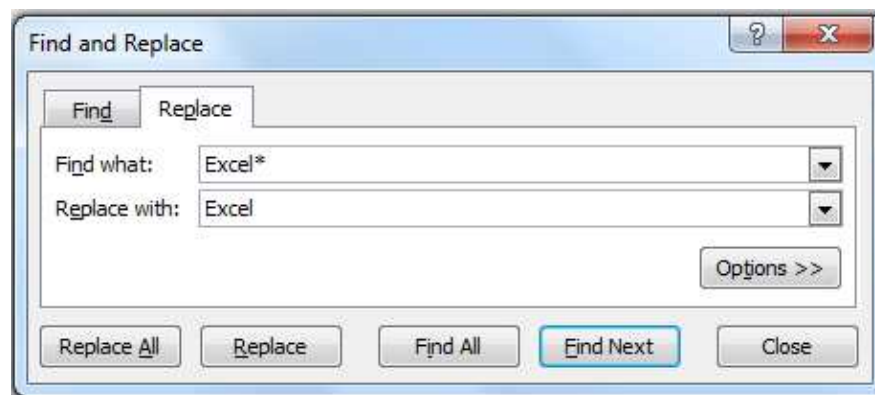 Find and Replace
Find Replace
Find what: Excel*
Replace with: Excel
Options >>
Replace All Replace Find All Find Next Close